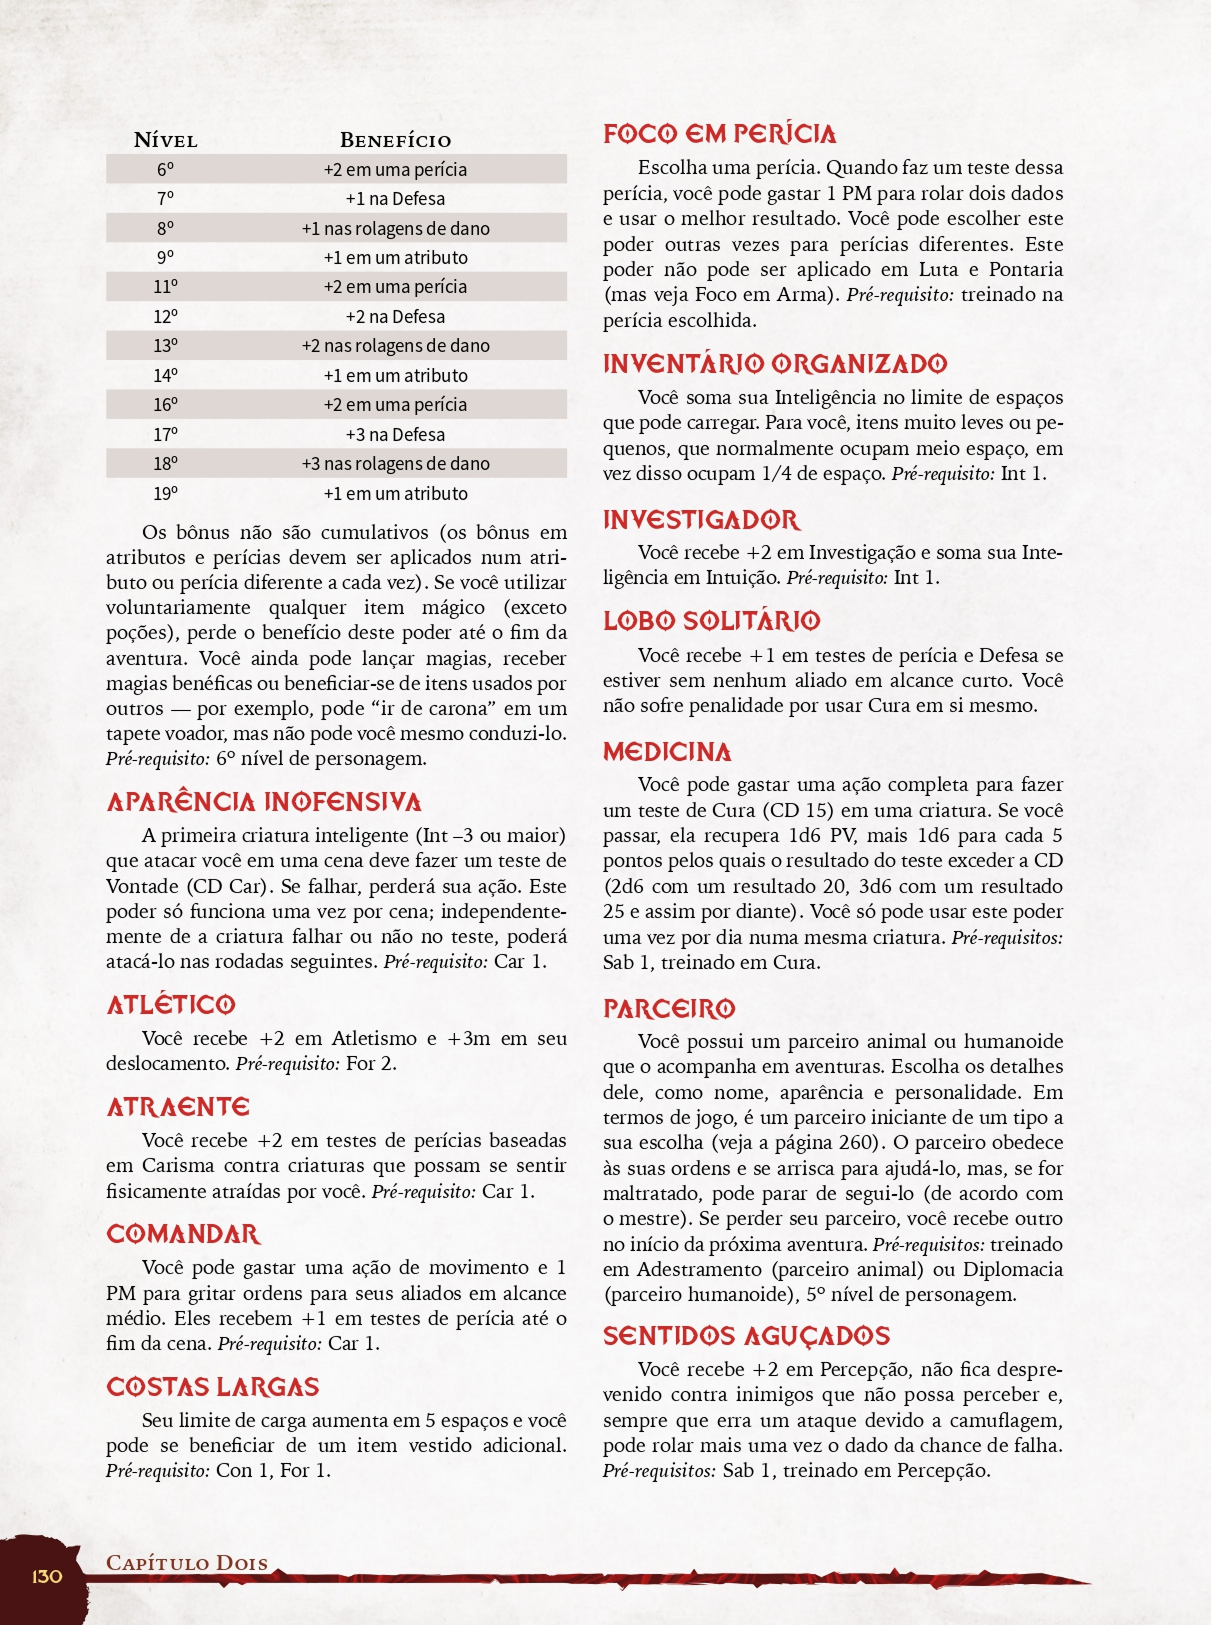 Nível Benefício
6º +2 em uma perícia
7º +1 na Defesa
8º +1 nas rolagens de dano
9º +1 em um atributo
11º +2 em uma perícia
12º +2 na Defesa
13º +2 nas rolagens de dano
14º +1 em um atributo
16º +2 em uma perícia
17º +3 na Defesa
18º +3 nas rolagens de dano
19º +1 em um atributo
Os bônus não são cumulativos (os bônus em
atributos e perícias devem ser aplicados num atri-
buto ou perícia diferente a cada vez). Se você utilizar
voluntariamente qualquer item mágico (exceto
poções), perde o benefício deste poder até o fim da
aventura. Você ainda pode lançar magias, receber
magias benéficas ou beneficiar-se de itens usados por
outros — por exemplo, pode “ir de carona” em um
tapete voador, mas não pode você mesmo conduzi-lo.
Pré-requisito: 6º nível de personagem.
APARÊNCIA INOFENSIVA
A primeira criatura inteligente (Int –3 ou maior)
que atacar você em uma cena deve fazer um teste de
Vontade (CD Car). Se falhar, perderá sua ação. Este
poder só funciona uma vez por cena; independente-
mente de a criatura falhar ou não no teste, poderá
atacá-lo nas rodadas seguintes. Pré-requisito: Car 1.
ATLÉTICO
Você recebe +2 em Atletismo e +3m em seu
deslocamento. Pré-requisito: For 2.
ATRAENTE
Você recebe +2 em testes de perícias baseadas
em Carisma contra criaturas que possam se sentir
fisicamente atraídas por você. Pré-requisito: Car 1.
COMANDAR
Você pode gastar uma ação de movimento e 1
PM para gritar ordens para seus aliados em alcance
médio. Eles recebem +1 em testes de perícia até o
fim da cena. Pré-requisito: Car 1.
COSTAS LARGAS
Seu limite de carga aumenta em 5 espaços e você
pode se beneficiar de um item vestido adicional.
Pré-requisito: Con 1, For 1.
FOCO EM PERÍCIA
Escolha uma perícia. Quando faz um teste dessa
perícia, você pode gastar 1 PM para rolar dois dados
e usar o melhor resultado. Você pode escolher este
poder outras vezes para perícias diferentes. Este
poder não pode ser aplicado em Luta e Pontaria
(mas veja Foco em Arma). Pré-requisito: treinado na
perícia escolhida.
INVENTÁRIO ORGANIZADO
Você soma sua Inteligência no limite de espaços
que pode carregar. Para você, itens muito leves ou pe-
quenos, que normalmente ocupam meio espaço, em
vez disso ocupam 1/4 de espaço. Pré-requisito: Int 1.
INVESTIGADOR
Você recebe +2 em Investigação e soma sua Inte-
ligência em Intuição. Pré-requisito: Int 1.
LOBO SOLITÁRIO
Você recebe +1 em testes de perícia e Defesa se
estiver sem nenhum aliado em alcance curto. Você
não sofre penalidade por usar Cura em si mesmo.
MEDICINA
Você pode gastar uma ação completa para fazer
um teste de Cura (CD 15) em uma criatura. Se você
passar, ela recupera 1d6 PV, mais 1d6 para cada 5
pontos pelos quais o resultado do teste exceder a CD
(2d6 com um resultado 20, 3d6 com um resultado
25 e assim por diante). Você só pode usar este poder
uma vez por dia numa mesma criatura. Pré-requisitos:
Sab 1, treinado em Cura.
PARCEIRO
Você possui um parceiro animal ou humanoide
que o acompanha em aventuras. Escolha os detalhes
dele, como nome, aparência e personalidade. Em
termos de jogo, é um parceiro iniciante de um tipo a
sua escolha (veja a página 260). O parceiro obedece
às suas ordens e se arrisca para ajudá-lo, mas, se for
maltratado, pode parar de segui-lo (de acordo com
o mestre). Se perder seu parceiro, você recebe outro
no início da próxima aventura. Pré-requisitos: treinado
em Adestramento (parceiro animal) ou Diplomacia
(parceiro humanoide), 5º nível de personagem.
SENTIDOS AGUÇADOS
Você recebe +2 em Percepção, não fica despre-
venido contra inimigos que não possa perceber e,
sempre que erra um ataque devido a camuflagem,
pode rolar mais uma vez o dado da chance de falha.
Pré-requisitos: Sab 1, treinado em Percepção.
130 Capítulo Dois